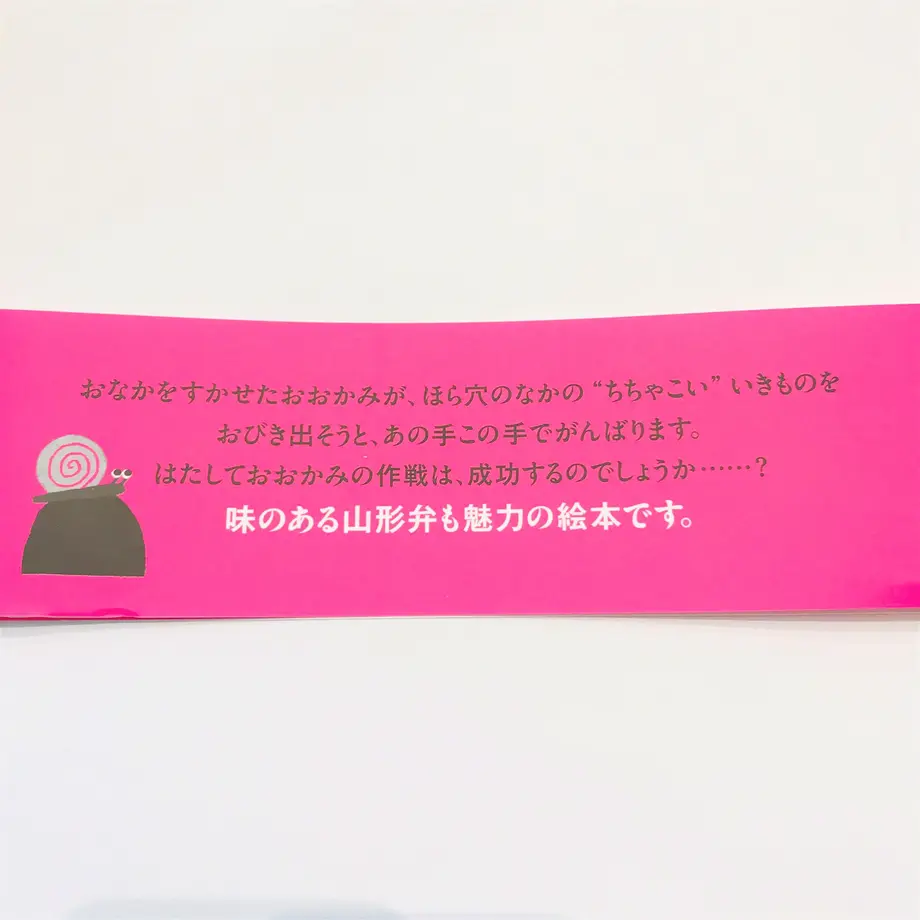 おなかをすかせたおおかみが、ほら穴のなかの“ちちゃこい”いきものを
おびき出そうと、あの手この手でがんばります。
はたしておおかみの作戦は、成功するのでしょうか……？
味のある山形弁も魅力の絵本です。